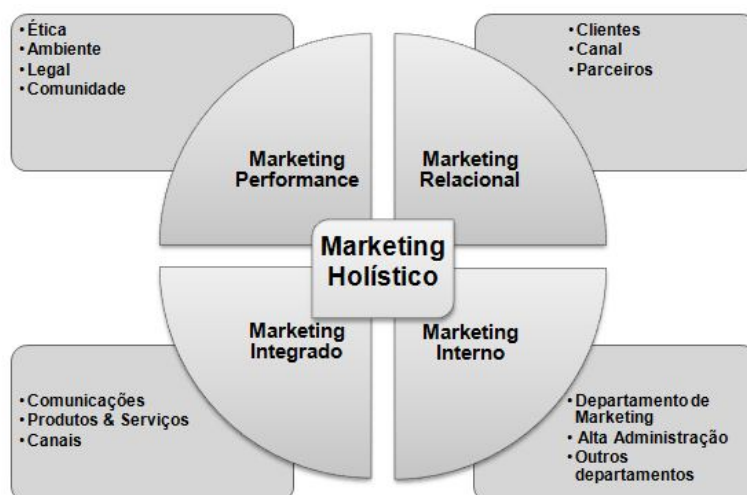 • Ética
• Ambiente
• Legal
• Comunidade
• Clientes
• Canal
• Parceiros
Marketing
Performance
Marketing
Relacional
Marketing
Holístico
Marketing
Integrado
Marketing
Interno
• Comunicações
• Produtos & Serviços
• Canais
• Departamento de
Marketing
• Alta Administração
• Outros
departamentos